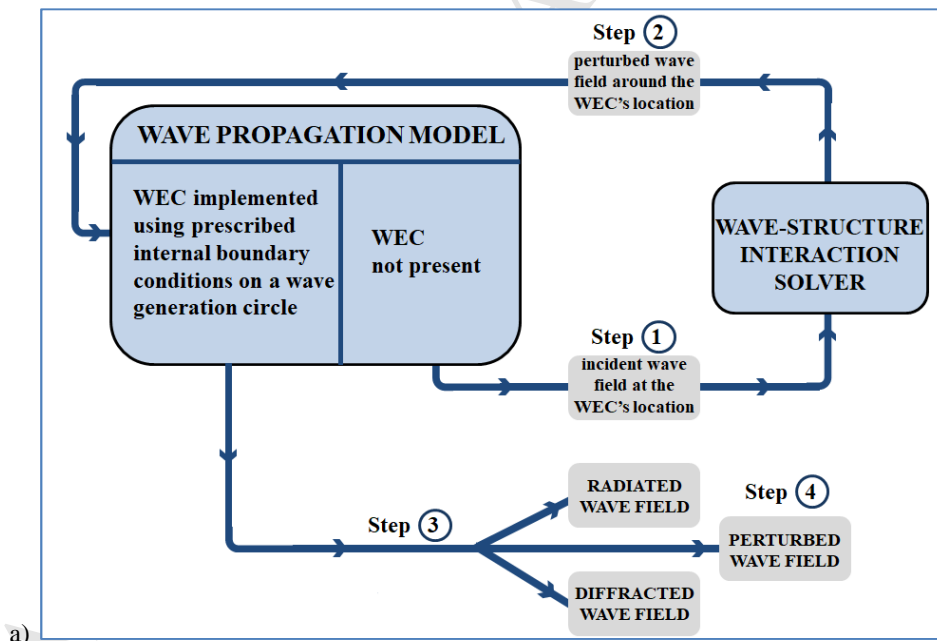 Step 2
perturbed wave
field around the
WEC's location
WAVE PROPAGATION MODEL
WEC implemented
using prescribed
internal boundary
conditions on a wave
generation circle
WEC
not present
WAVE-STRUCTURE
INTERACTION
SOLVER
Step 1
incident wave
field at the
WEC's location
RADIATED
WAVE FIELD
Step 4
Step 3
PERTURBED
WAVE FIELD
DIFFRACTED
WAVE FIELD
a)